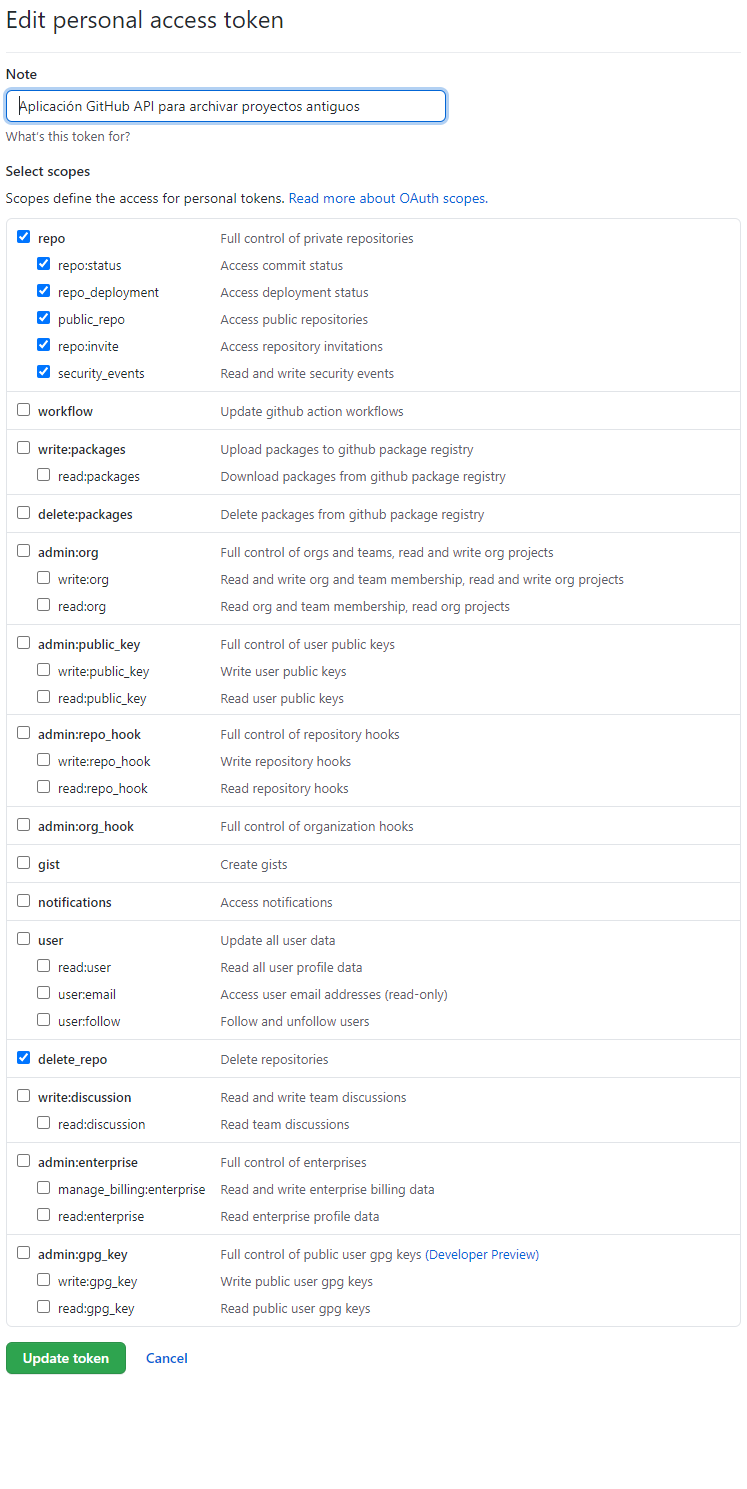 Edit personal access token
Note
Aplicación GitHub API para archivar proyectos antiguos
What's this token for?
Select scopes
Scopes define the access for personal tokens. Read more about OAuth scopes.
repo Full control of private repositories
repo:status Access commit status
repo_deployment Access deployment status
public_repo Access public repositories
repo:invite Access repository invitations
security_events Read and write security events
workflow Update github action workflows
write:packages Upload packages to github package registry
read:packages Download packages from github package registry
delete:packages Delete packages from github package registry
admin:org Full control of orgs and teams, read and write org projects
write:org Read and write org and team membership, read and write org projects
read:org Read org and team membership, read org projects
admin:public_key Full control of user public keys
write:public_key Write user public keys
read:public_key Read user public keys
admin:repo_hook Full control of repository hooks
write:repo_hook Write repository hooks
read:repo_hook Read repository hooks
admin:org_hook Full control of organization hooks
gist Create gists
notifications Access notifications
user Update all user data
read:user Read all user profile data
user:email Access user email addresses (read-only)
user:follow Follow and unfollow users
delete_repo Delete repositories
write:discussion Read and write team discussions
read:discussion Read team discussions
admin:enterprise Full control of enterprises
manage_billing:enterprise Read and write enterprise billing data
read:enterprise Read enterprise profile data
admin:gpg_key Full control of public user gpg keys (Developer Preview)
write:gpg_key Write public user gpg keys
read:gpg_key Read public user gpg keys
Update token Cancel